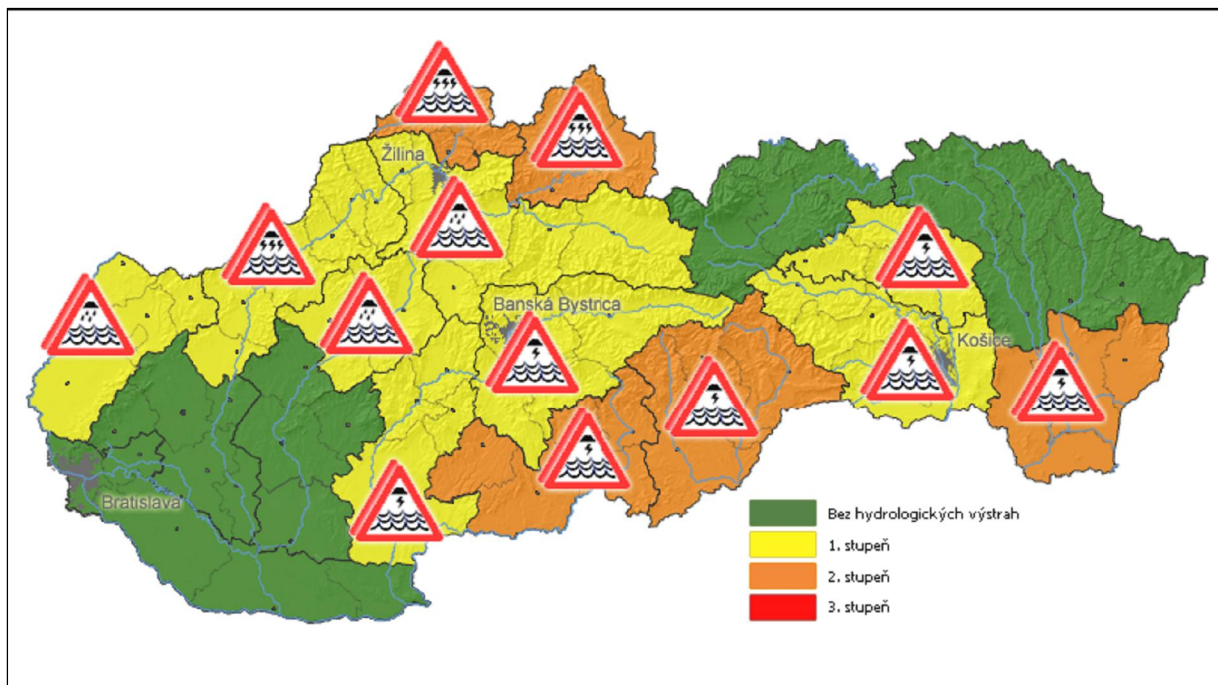 Žilina
Banská Bystrica
Košice
Bratislava
Bez hydrologických výstrah
1. stupeň
2. stupeň
3. stupeň